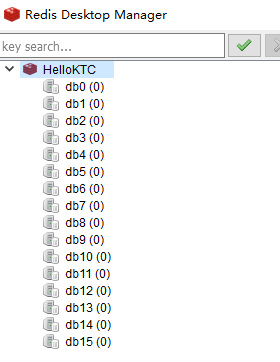 Redis Desktop Manager
key search...
HelloKTC
db0 (0)
db1 (0)
db2 (0)
db3 (0)
db4 (0)
db5 (0)
db6 (0)
db7 (0)
db8 (0)
db9 (0)
db10 (0)
db11 (0)
db12 (0)
db13 (0)
db14 (0)
db15 (0)